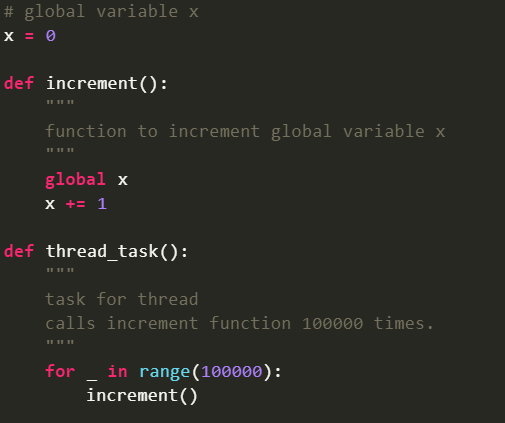 # global variable x
x = 0
def increment():
    """
    function to increment global variable x
    """
    global x
    x += 1
def thread_task():
    """
    task for thread
    calls increment function 100000 times.
    """
    for _ in range(100000):
        increment()